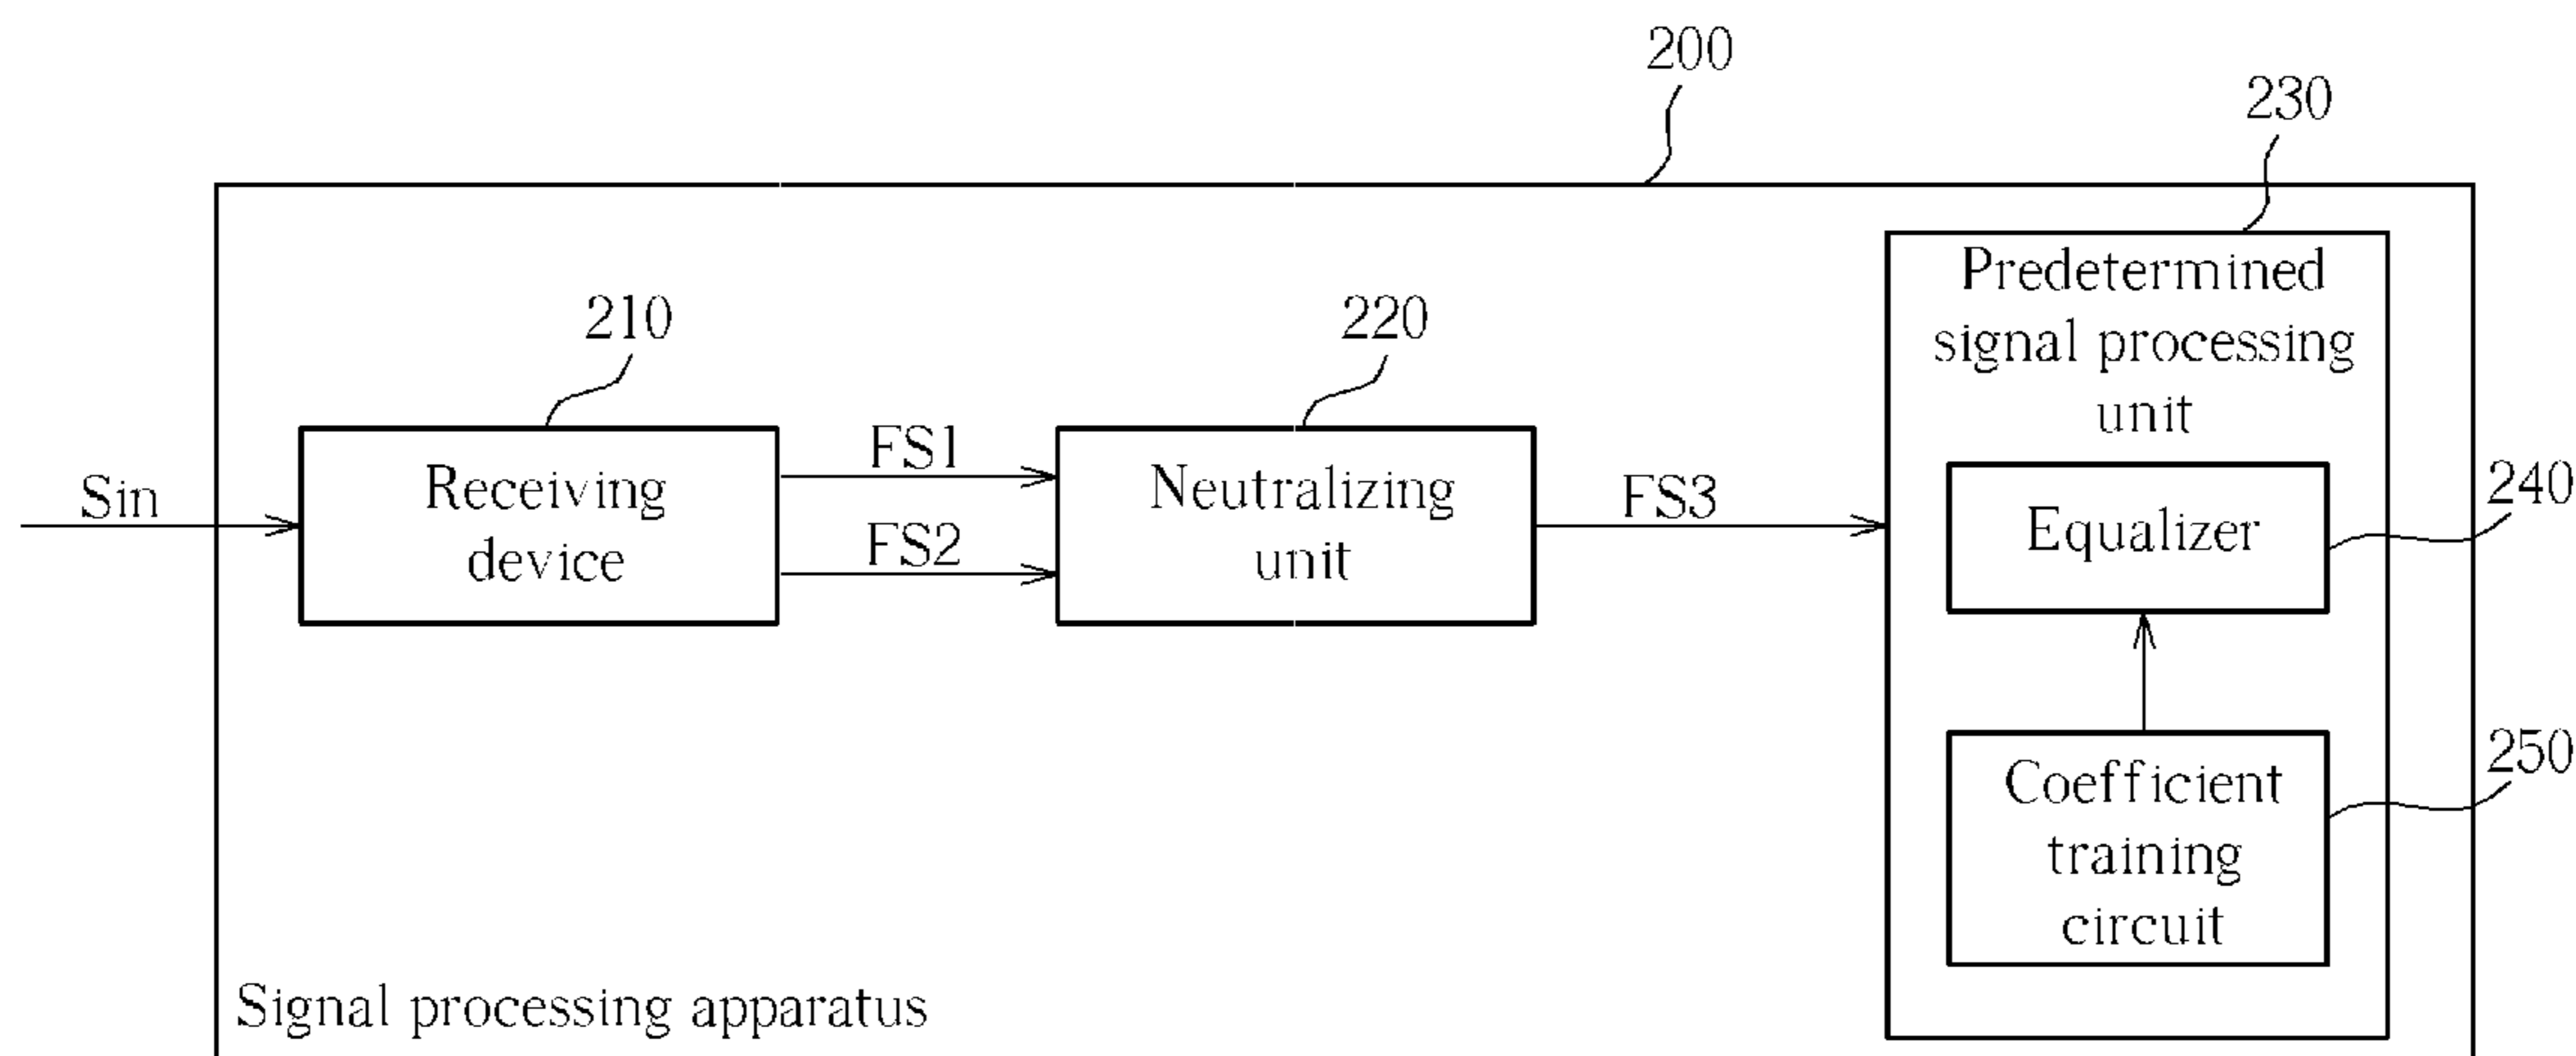 200
230
Predetermined
signal processing
unit
210
220
240
250
Sin
Receiving
device
FS1
FS2
Neutralizing
unit
FS3
Equalizer
Coefficient
training
circuit
Signal processing apparatus